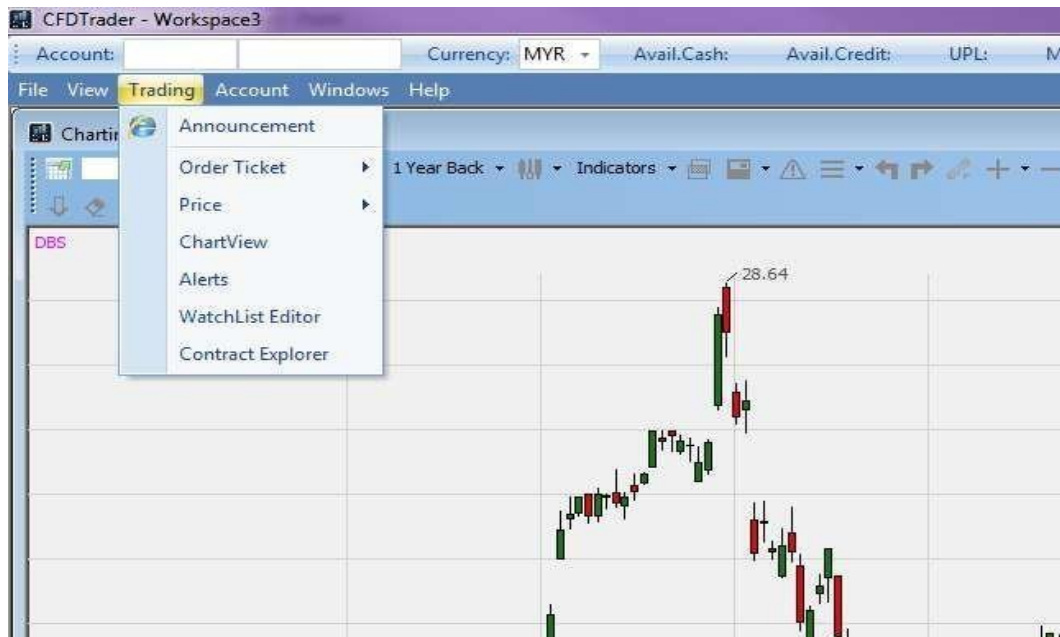 CFDTrader - Workspace3
Account: Currency: MYR Avail.Cash: Avail.Credit: UPL: M
File View Trading Account Windows Help
Chartin
Announcement
Order Ticket
1 Year Back Indicators
Price
ChartView
DBS
Alerts
28.64
WatchList Editor
Contract Explorer